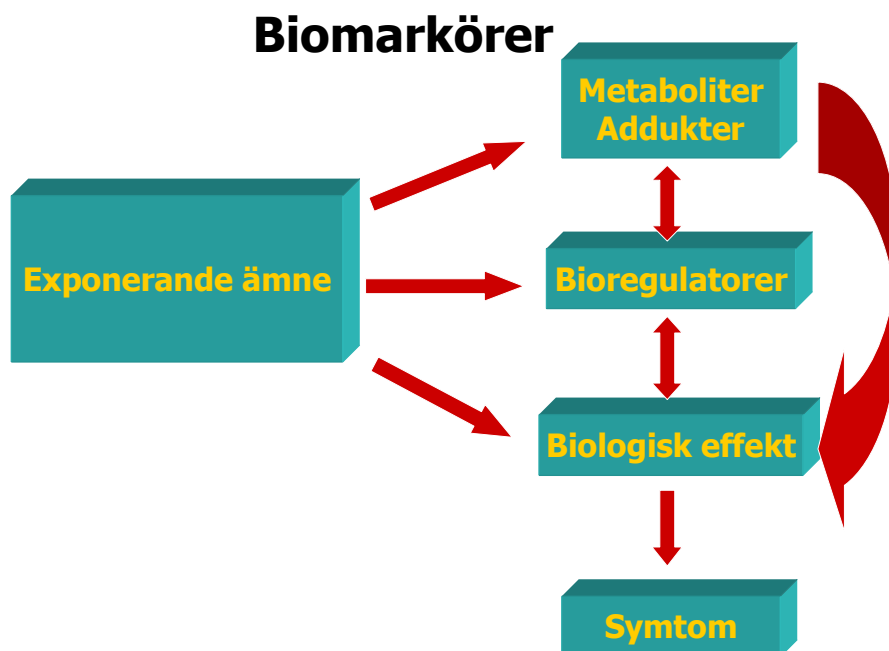 Biomarkörer
Metaboliter
Addukter
Exponerande ämne
Bioregulatorer
Biologisk effekt
Symtom